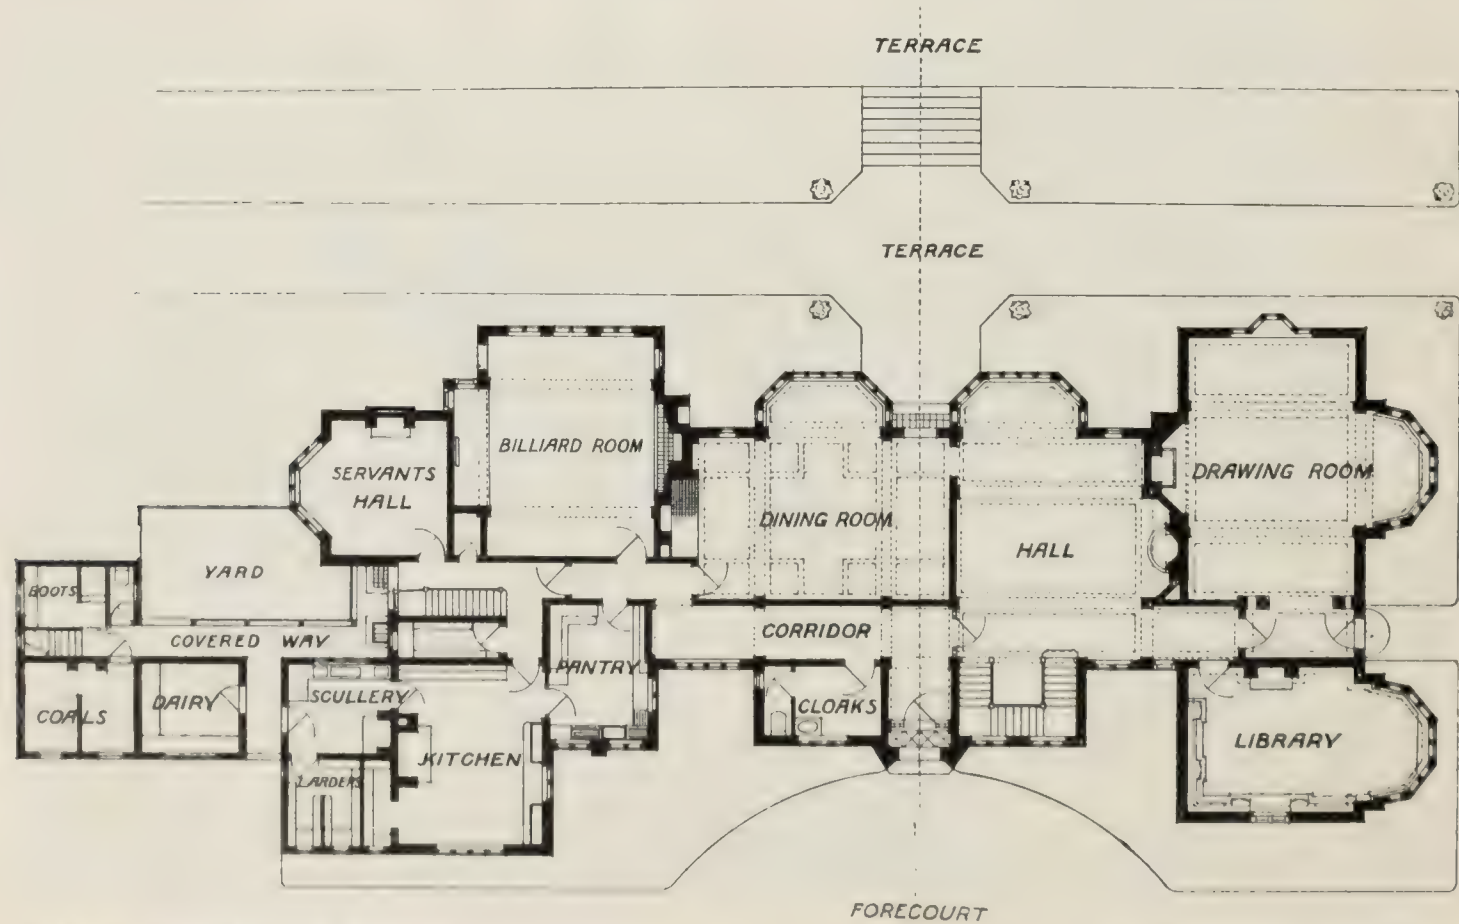 TERRACE
TERRACE
BILLIARD ROOM
SERVANTS
HALL
DRAWING ROOM
DINING ROOM
HALL
YARD
BOOTS
COVERED WAY
CORRIDOR
PANTRY
SCULLERY
DAIRY
COALS
CLOAKS
KITCHEN
LIBRARY
LARDERS
FORECOURT